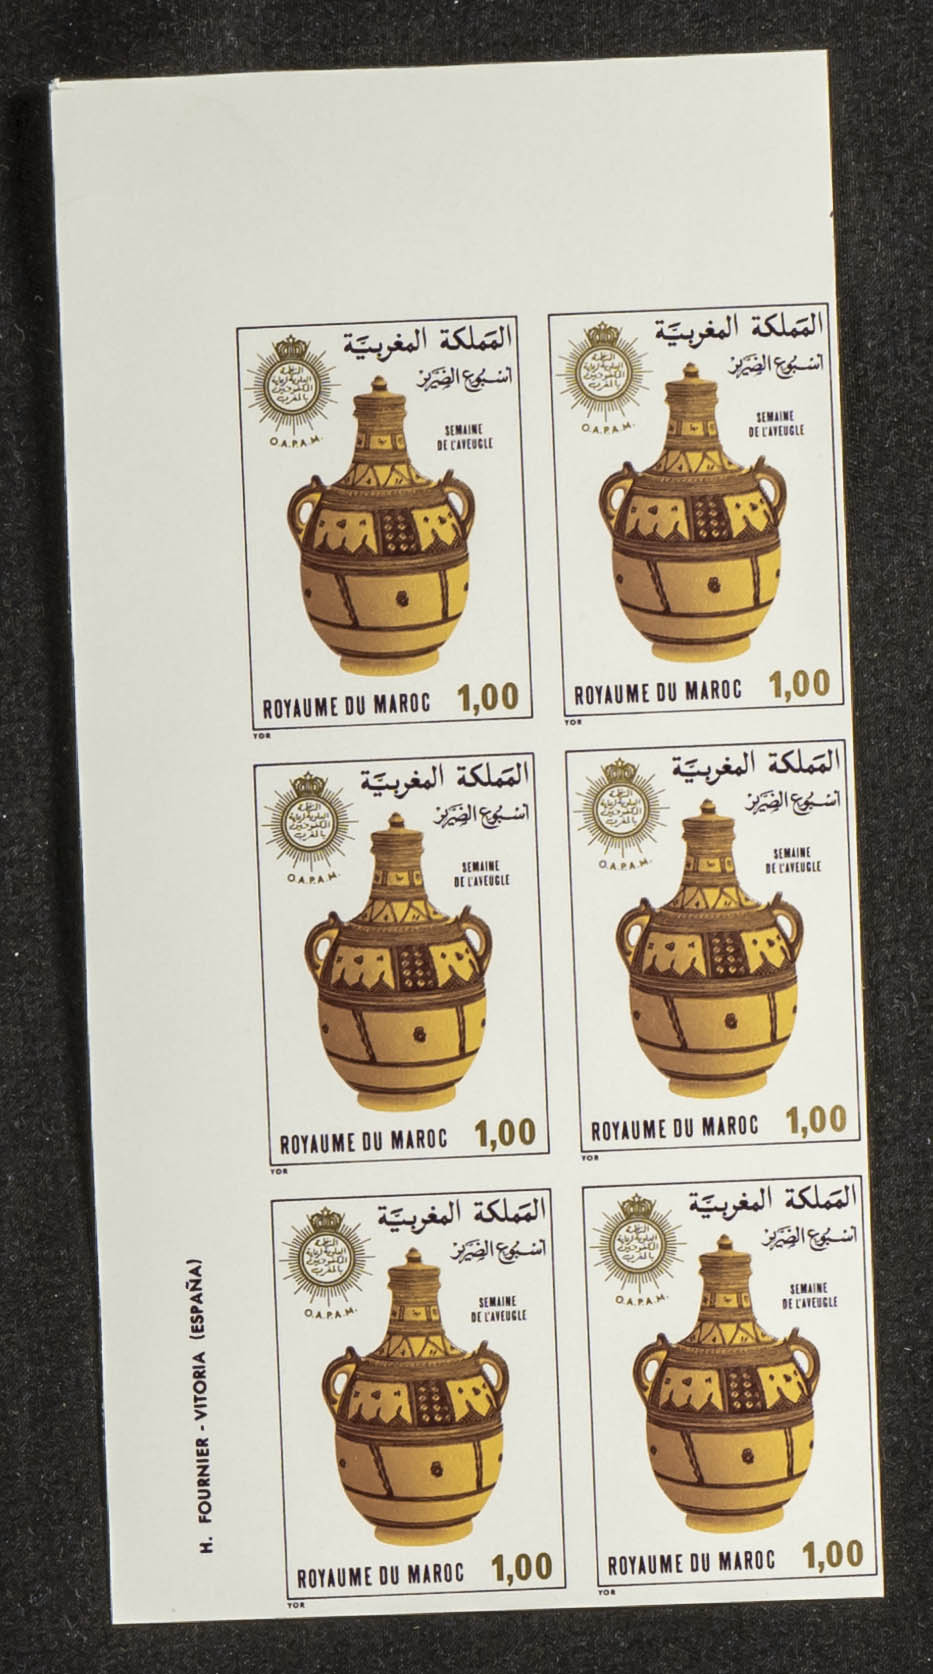 المملكة المغربية
أسبوع الضرير
O.A.P.A.M.
SEMAINE
DE L'AVEUGLE
ROYAUME DU MAROC 1,00
YOR
المملكة المغربية
أسبوع الضرير
O.A.P.A.M.
SEMAINE
DE L'AVEUGLE
ROYAUME DU MAROC 1,00
YOR
المملكة المغربية
أسبوع الضرير
O.A.P.A.M.
SEMAINE
DE L'AVEUGLE
ROYAUME DU MAROC 1,00
YOR
المملكة المغربية
أسبوع الضرير
O.A.P.A.M.
SEMAINE
DE L'AVEUGLE
ROYAUME DU MAROC 1,00
YOR
المملكة المغربية
أسبوع الضرير
O.A.P.A.M.
SEMAINE
DE L'AVEUGLE
ROYAUME DU MAROC 1,00
YOR
المملكة المغربية
أسبوع الضرير
O.A.P.A.M.
SEMAINE
DE L'AVEUGLE
ROYAUME DU MAROC 1,00
YOR
H. FOURNIER - VITORIA (ESPAÑA)